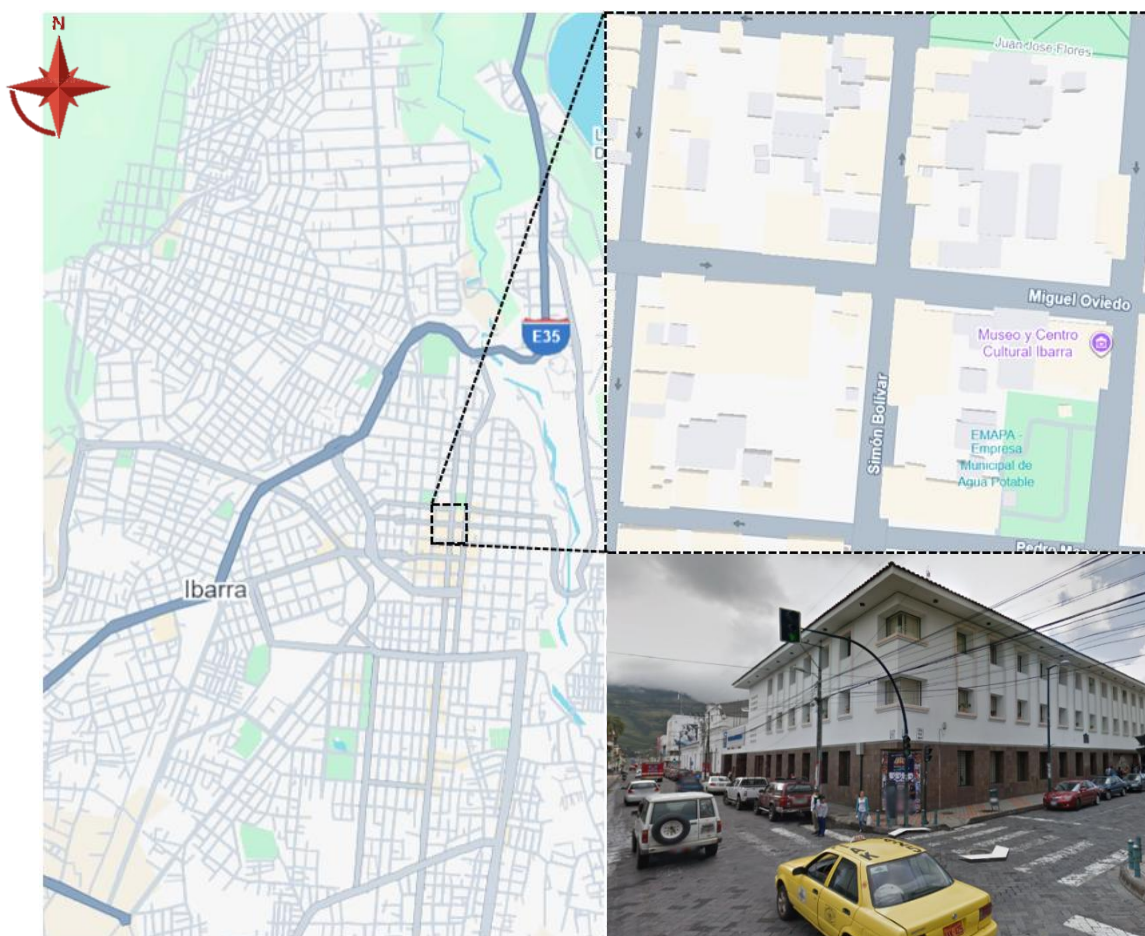 N
E35
Ibarra
Juan José Flores
Miguel Oviedo
Museo y Centro
Cultural Ibarra
Simón Bolívar
EMAPA -
Empresa
Municipal de
Agua Potable
Pedro